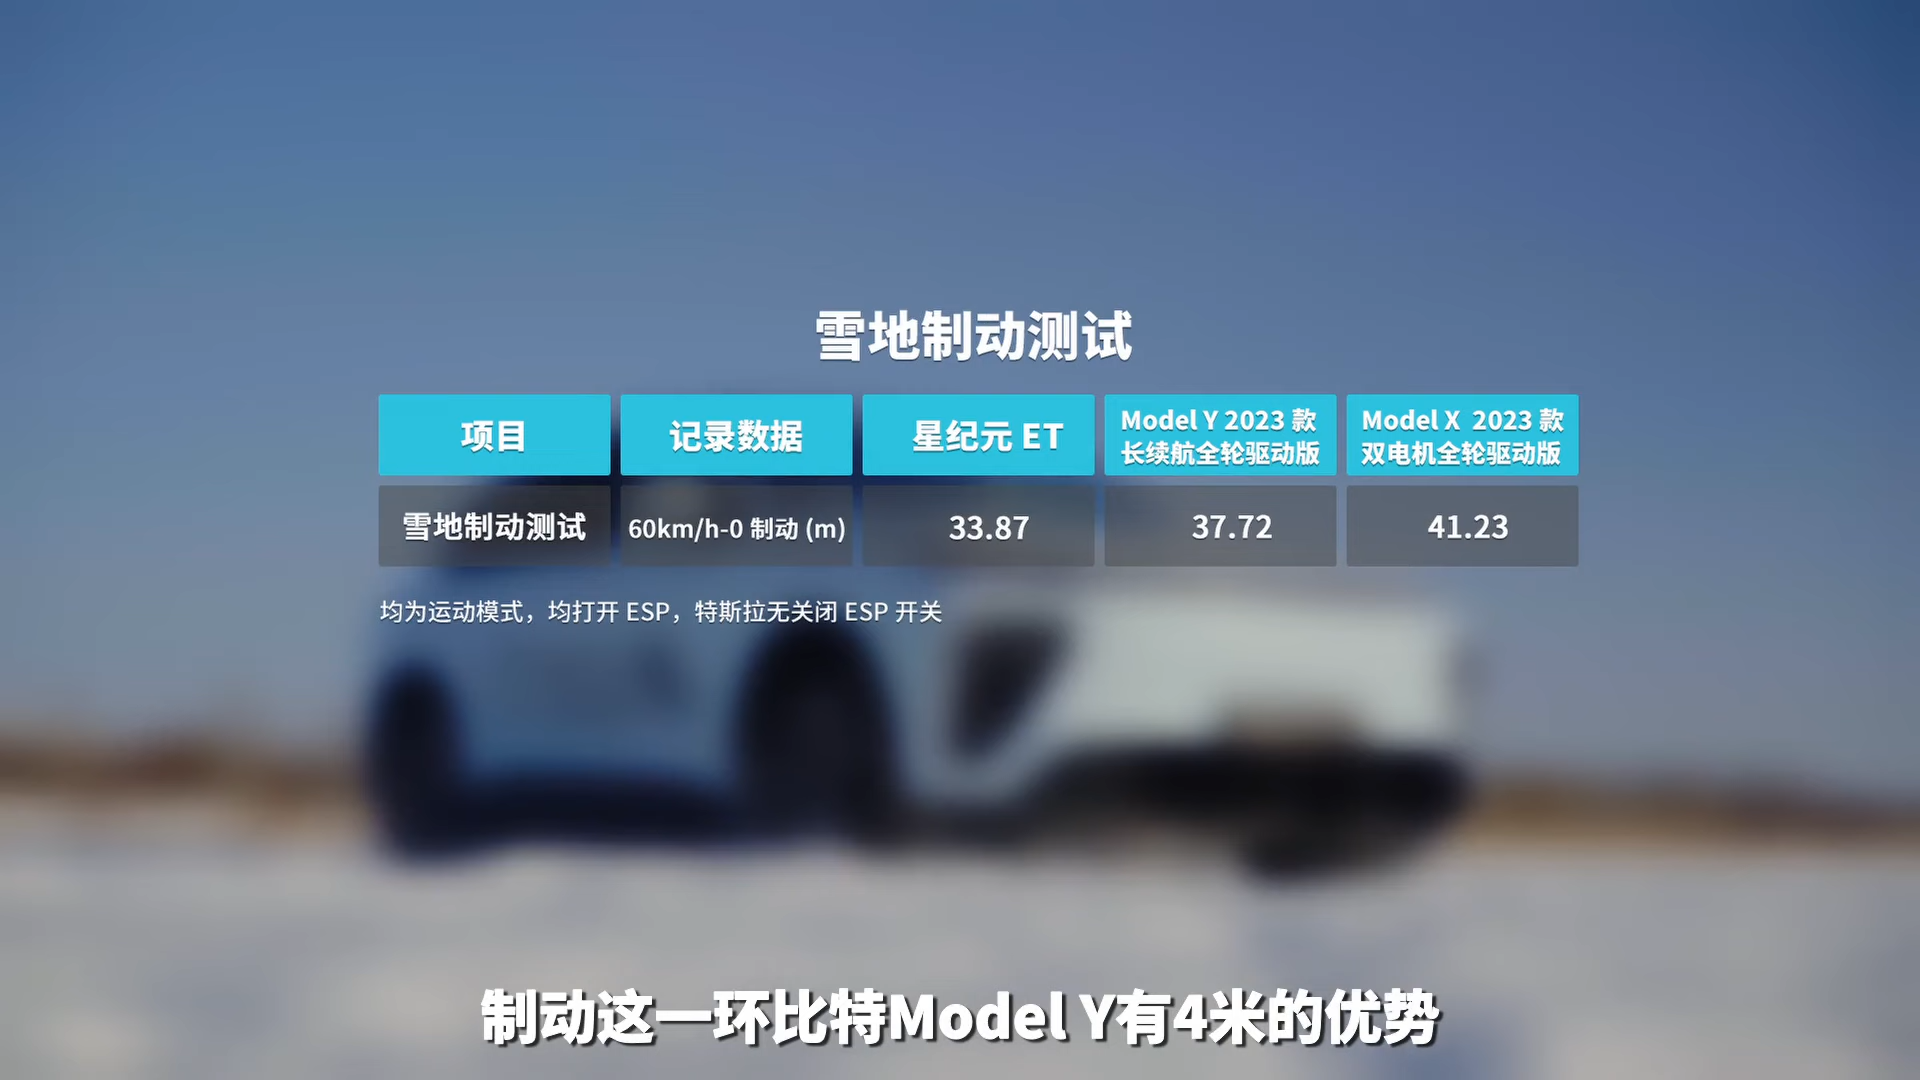 雪地制动测试
项目
记录数据
星纪元 ET
Model Y 2023 款
长续航全轮驱动版
Model X 2023 款
双电机全轮驱动版
雪地制动测试
60km/h-0 制动 (m)
33.87
37.72
41.23
均为运动模式，均打开 ESP，特斯拉无关闭 ESP 开关
制动这一环比特Model Y有4米的优势